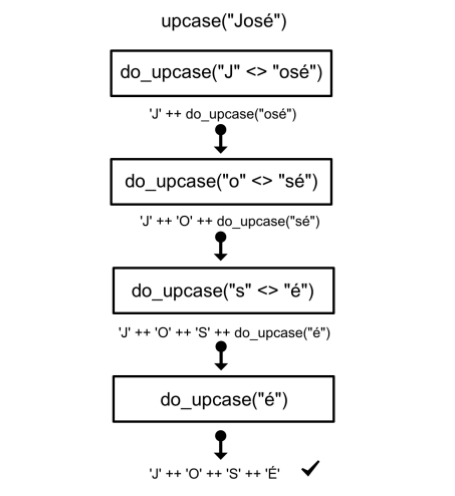 upcase("José")
do_upcase("J" <> "osé")
'J' ++ do_upcase("osé")
do_upcase("o" <> "sé")
'J' ++ 'O' ++ do_upcase("sé")
do_upcase("s" <> "é")
'J' ++ 'O' ++ 'S' ++ do_upcase("é")
do_upcase("é")
'J' ++ 'O' ++ 'S' ++ 'É'